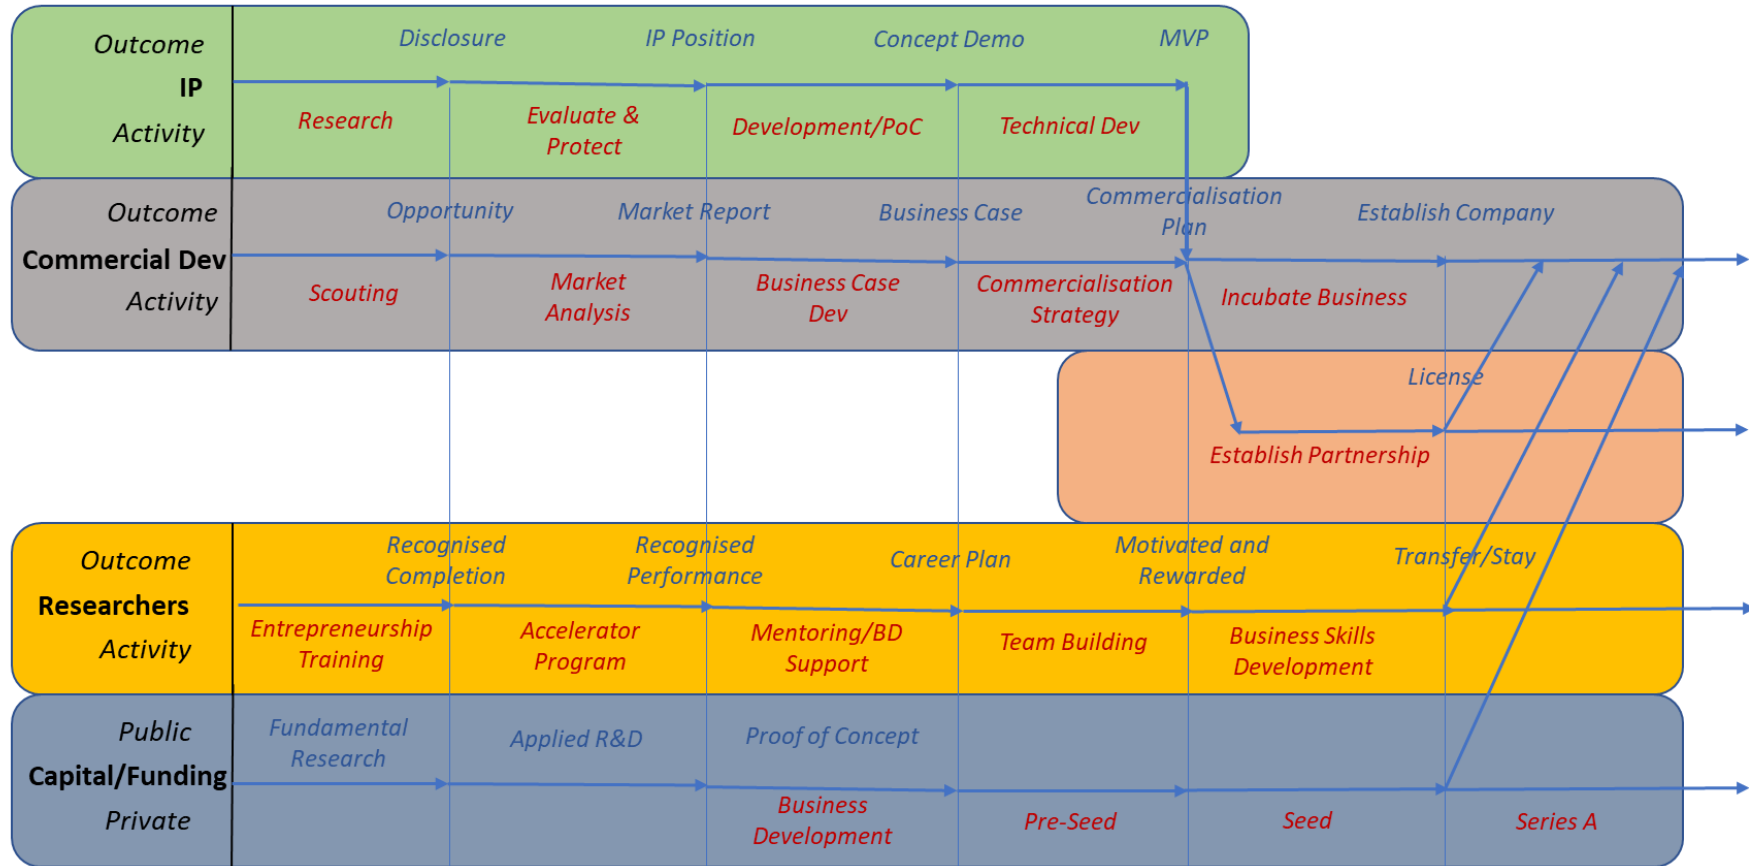 Outcome
IP
Activity
Disclosure
IP Position
Concept Demo
MVP
Research
Evaluate &
Protect
Development/PoC
Technical Dev
Outcome
Commercial Dev
Activity
Opportunity
Market Report
Business Case
Commercialisation
Plan
Establish Company
Scouting
Market
Analysis
Business Case
Dev
Commercialisation
Strategy
Incubate Business
License
Establish Partnership
Outcome
Researchers
Activity
Recognised
Completion
Recognised
Performance
Career Plan
Motivated and
Rewarded
Transfer/Stay
Entrepreneurship
Training
Accelerator
Program
Mentoring/BD
Support
Team Building
Business Skills
Development
Public
Capital/Funding
Private
Fundamental
Research
Applied R&D
Proof of Concept
Business
Development
Pre-Seed
Seed
Series A